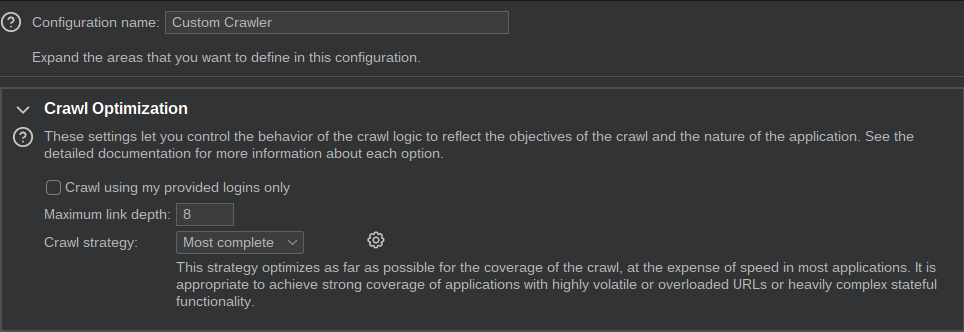 Configuration name: Custom Crawler
Expand the areas that you want to define in this configuration.
Crawl Optimization
These settings let you control the behavior of the crawl logic to reflect the objectives of the crawl and the nature of the application. See the
detailed documentation for more information about each option.
Crawl using my provided logins only
Maximum link depth: 8
Crawl strategy: Most complete
This strategy optimizes as far as possible for the coverage of the crawl, at the expense of speed in most applications. It is
appropriate to achieve strong coverage of applications with highly volatile or overloaded URLs or heavily complex stateful
functionality.